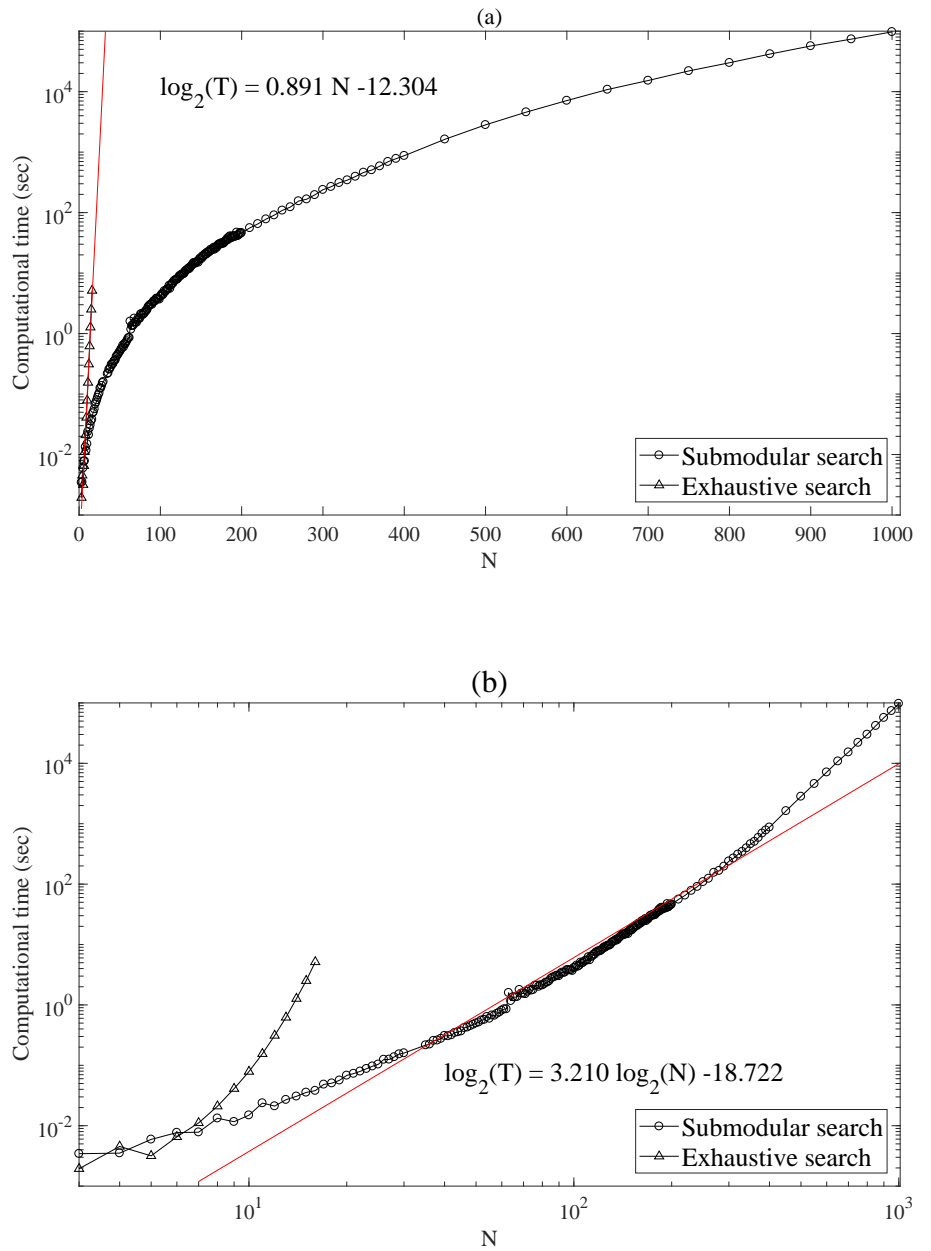 (a)
log2(T) = 0.891 N -12.304
Computational time (sec)
10^4
10^2
10^0
10^-2
Submodular search
Exhaustive search
0 100 200 300 400 500 600 700 800 900 1000
N
(b)
Computational time (sec)
10^4
10^2
10^0
10^-2
log2(T) = 3.210 log2(N) -18.722
Submodular search
Exhaustive search
10^1 10^2 10^3
N